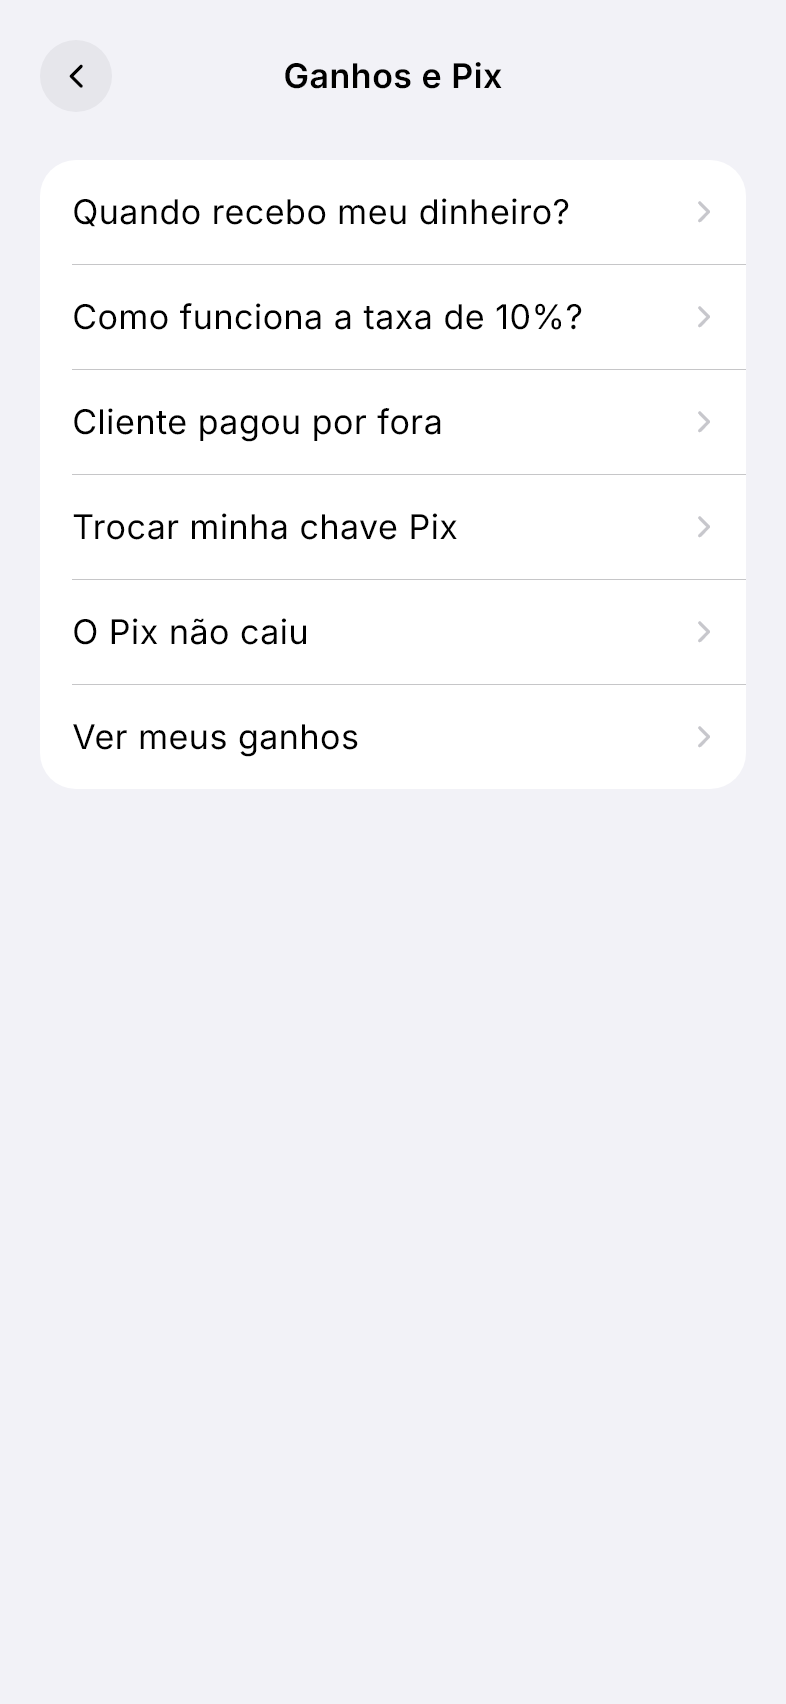 Ganhos e Pix
Quando recebo meu dinheiro?
Como funciona a taxa de 10%?
Cliente pagou por fora
Trocar minha chave Pix
O Pix não caiu
Ver meus ganhos